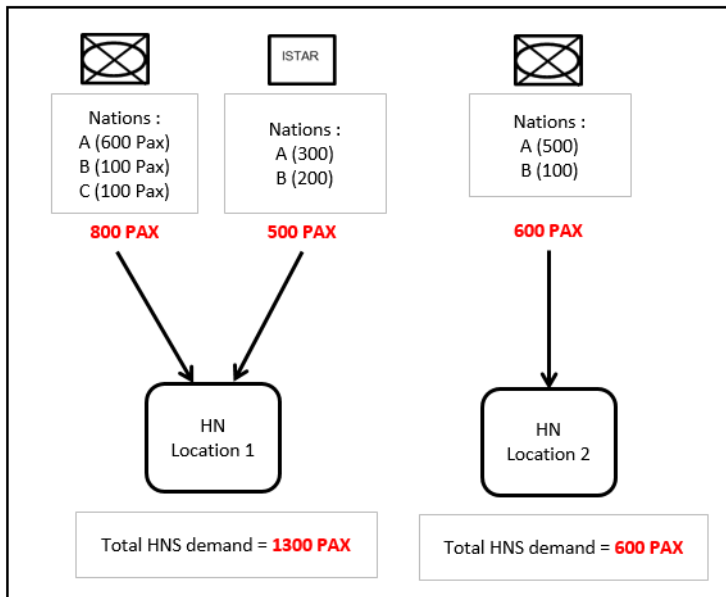 ISTAR
Nations :
A (600 Pax)
B (100 Pax)
C (100 Pax)
Nations :
A (300)
B (200)
Nations :
A (500)
B (100)
800 PAX
500 PAX
600 PAX
HN
Location 1
HN
Location 2
Total HNS demand = 1300 PAX
Total HNS demand = 600 PAX